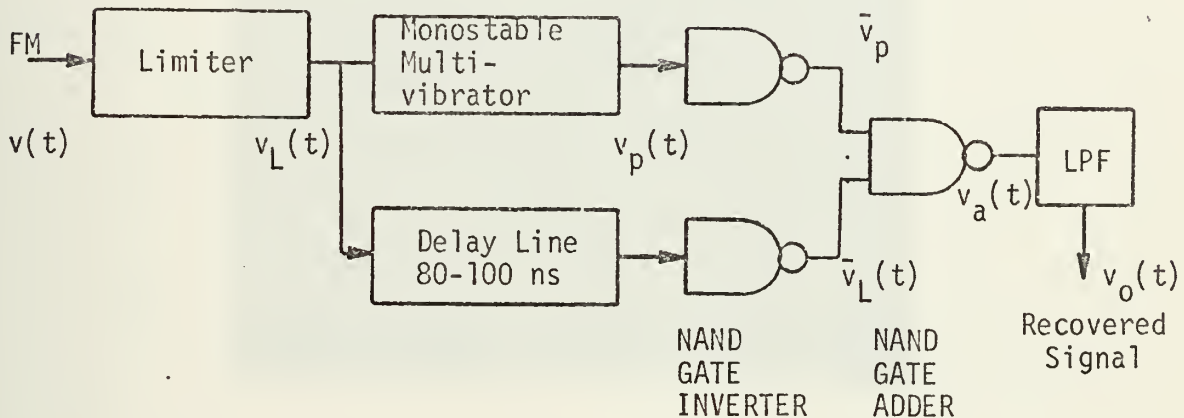 FM
Limiter
Monostable
Multi-
vibrator
v̄p
v(t)
vL(t)
vp(t)
LPF
va(t)
Delay Line
80-100 ns
v̄L(t)
vo(t)
Recovered
Signal
NAND
GATE
INVERTER
NAND
GATE
ADDER